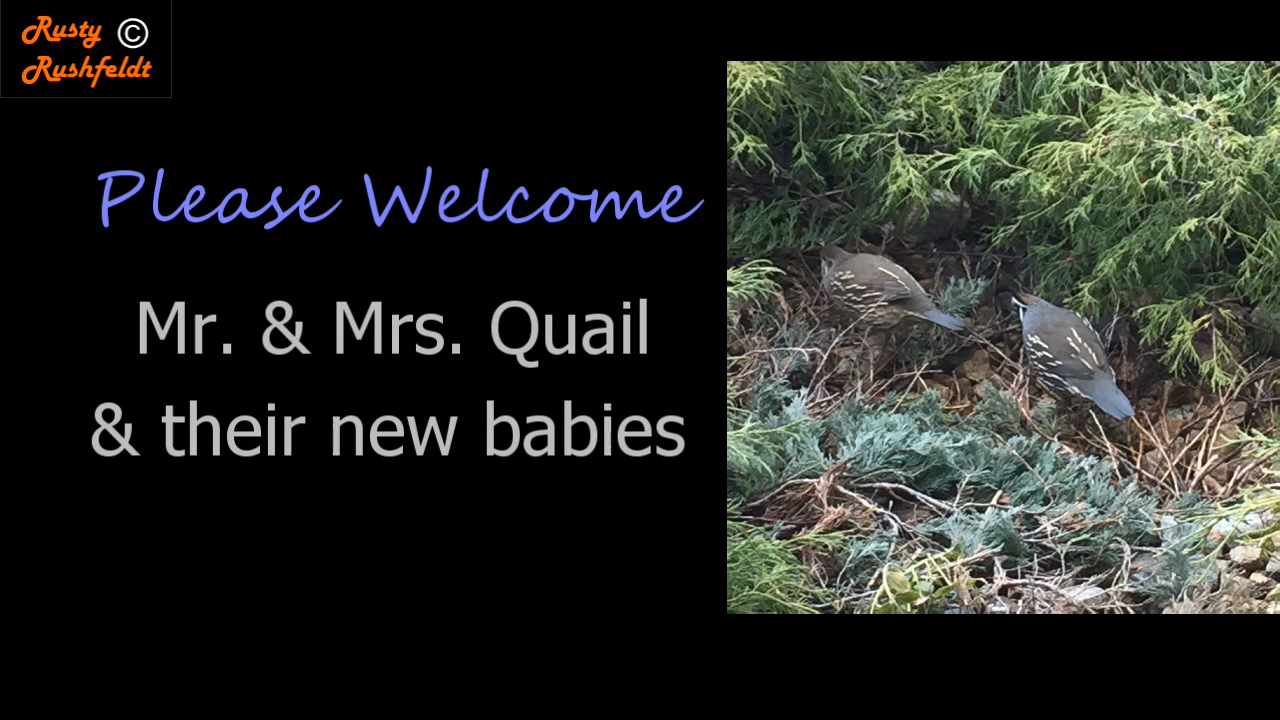 Rusty ©
Rushfeldt
Please Welcome
Mr. & Mrs. Quail
& their new babies